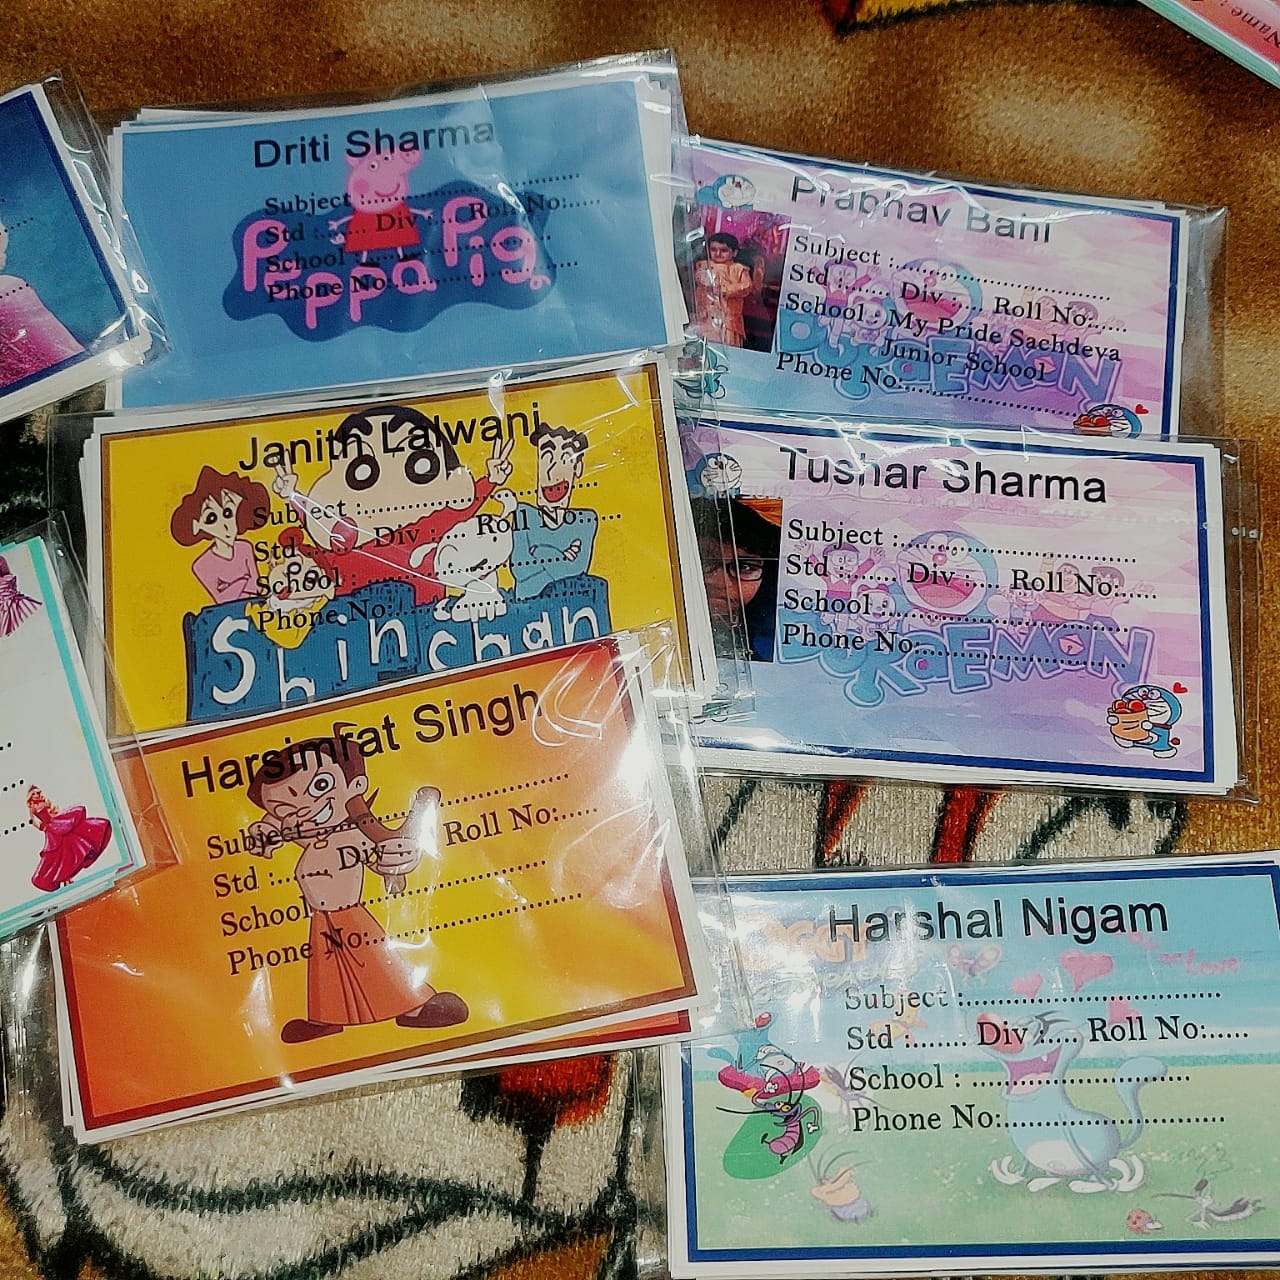 Name :
Driti Sharma
Subject :..............................
Std :....... Div :.... Roll No:.....
School :..............................
Phone No:..............................
Peppa Pig
Prabhav Bahi
Subject :..............................
Std :....... Div :.... Roll No:.....
School : My Pride Sachdeva
Junior School
Phone No:..............................
DORAEMON
Janith Lalwani
Subject :..............................
Std :....... Div :.... Roll No:.....
School : ..............................
Phone No:..............................
Shinchan
Tushar Sharma
Subject :..............................
Std :....... Div :.... Roll No:.....
School :..............................
Phone No:..............................
DORAEMON
Harsimrat Singh
Subject :..............................
Std :....... Div :.... Roll No:.....
School :..............................
Phone No:..............................
Harshal Nigam
Subject :..............................
Std :....... Div :.... Roll No:.....
School : ..............................
Phone No:..............................